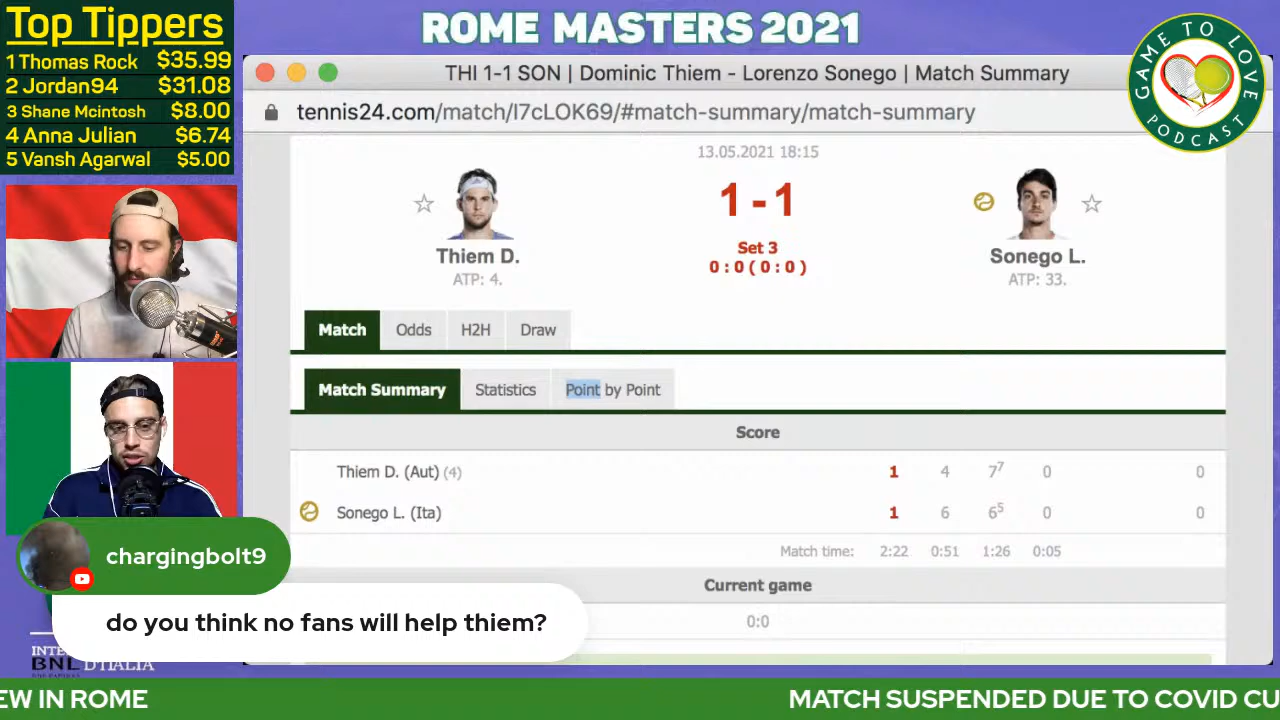 Top Tippers
1 Thomas Rock $35.99
2 Jordan94 $31.08
3 Shane Mcintosh $8.00
4 Anna Julian $6.74
5 Vansh Agarwal $5.00
ROME MASTERS 2021
GAME TO LOVE
PODCAST
THI 1-1 SON | Dominic Thiem - Lorenzo Sonego | Match Summary
tennis24.com/match/I7cLOK69/#match-summary/match-summary
13.05.2021 18:15
1 - 1
Set 3
0 : 0 ( 0 : 0 )
Thiem D.
ATP: 4.
Sonego L.
ATP: 33.
Match Odds H2H Draw
Match Summary Statistics Point by Point
Score
Thiem D. (Aut) (4) 1 4 7⁷ 0 0
Sonego L. (Ita) 1 6 6⁵ 0 0
Match time: 2:22 0:51 1:26 0:05
Current game
0:0
chargingbolt9
do you think no fans will help thiem?
INTE
BNL D'ITALIA
EW IN ROME
MATCH SUSPENDED DUE TO COVID CU